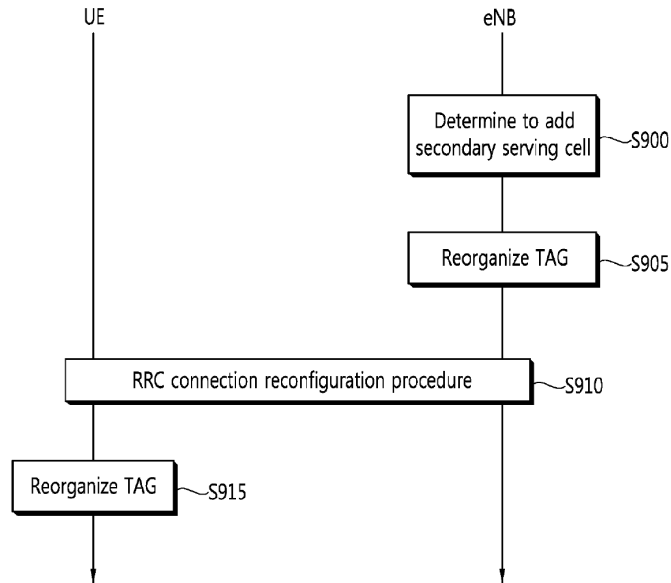 UE
eNB
Determine to add
secondary serving cell
S900
Reorganize TAG
S905
RRC connection reconfiguration procedure
S910
Reorganize TAG
S915